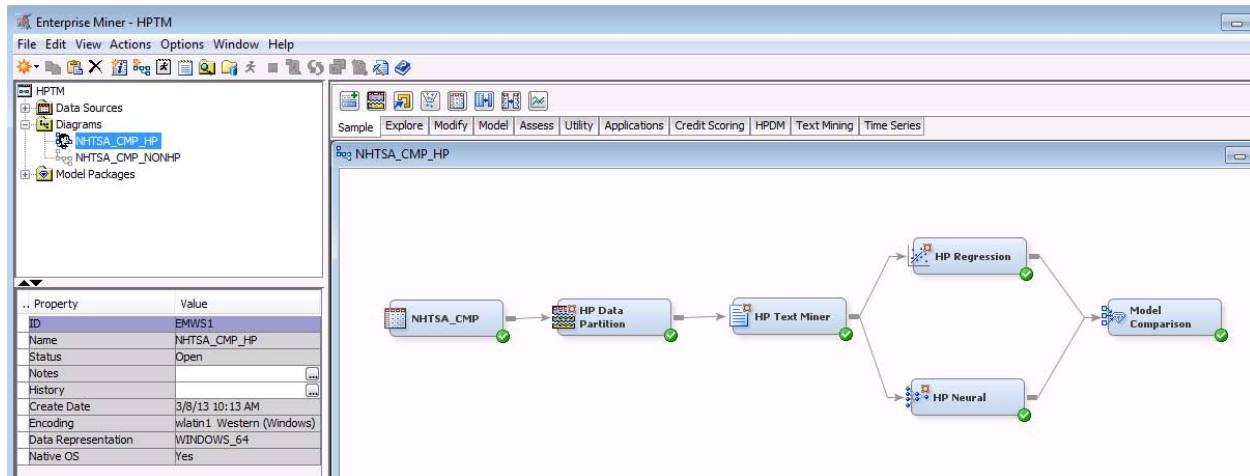 Enterprise Miner - HPTM
File Edit View Actions Options Window Help
HPTM
Data Sources
Diagrams
NHTSA_CMP_HP
NHTSA_CMP_NONHP
Model Packages
.. Property Value
ID EMWS1
Name NHTSA_CMP_HP
Status Open
Notes ...
History ...
Create Date 3/8/13 10:13 AM
Encoding wlatin1 Western (Windows)
Data Representation WINDOWS_64
Native OS Yes
Sample Explore Modify Model Assess Utility Applications Credit Scoring HPDM Text Mining Time Series
NHTSA_CMP_HP
NHTSA_CMP
HP Data
Partition
HP Text Miner
HP Regression
HP Neural
Model
Comparison